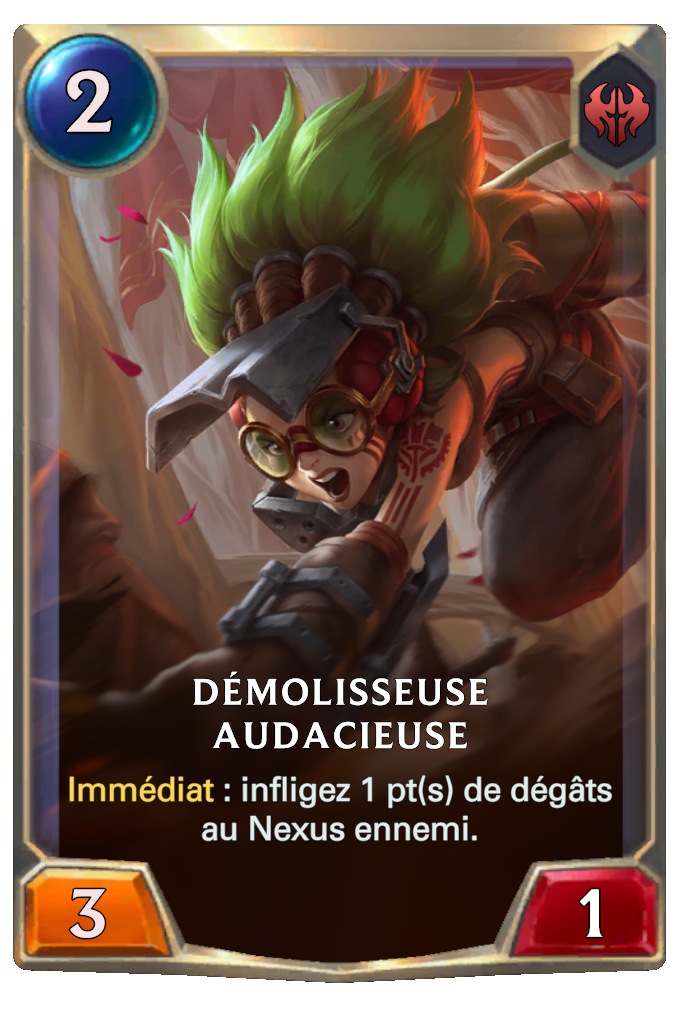 2
DÉMOLISSEUSE
AUDACIEUSE
Immédiat : infligez 1 pt(s) de dégâts
au Nexus ennemi.
3
1